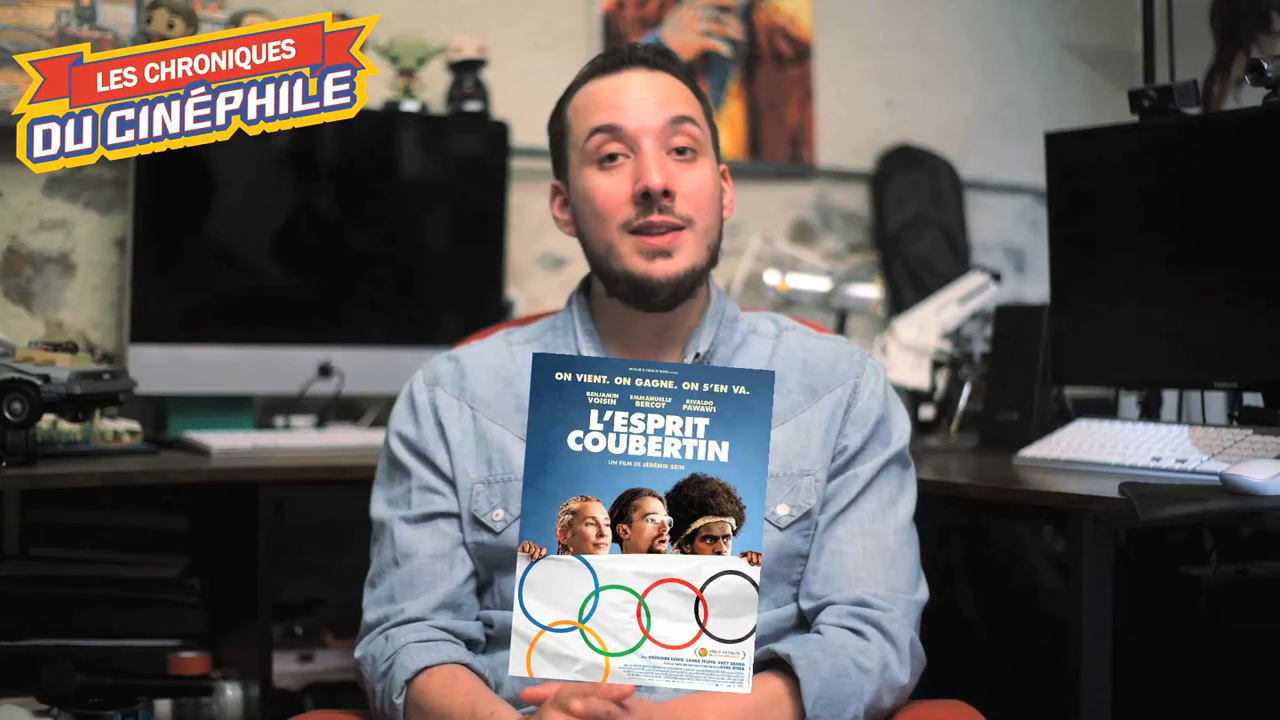 LES CHRONIQUES
DU CINÉPHILE
ON VIENT. ON GAGNE. ON S'EN VA.
BENJAMIN VOISIN
EMMANUELLE BERCOT
RIVALDO PAWAWI
L'ESPRIT
COUBERTIN
UN FILM DE JÉRÉMIE SEIN